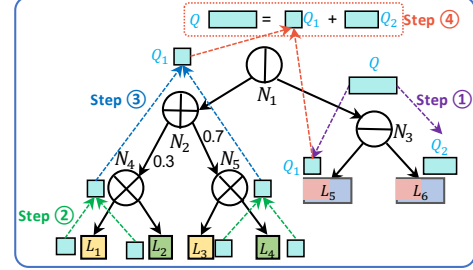 Q = Q1 + Q2 Step ④
Q1 Q
Step ③ N1 Step ①
N2 N3
0.7 Q2
N4 0.3 N5 Q1
Step ② L5 L6
L1 L2 L3 L4